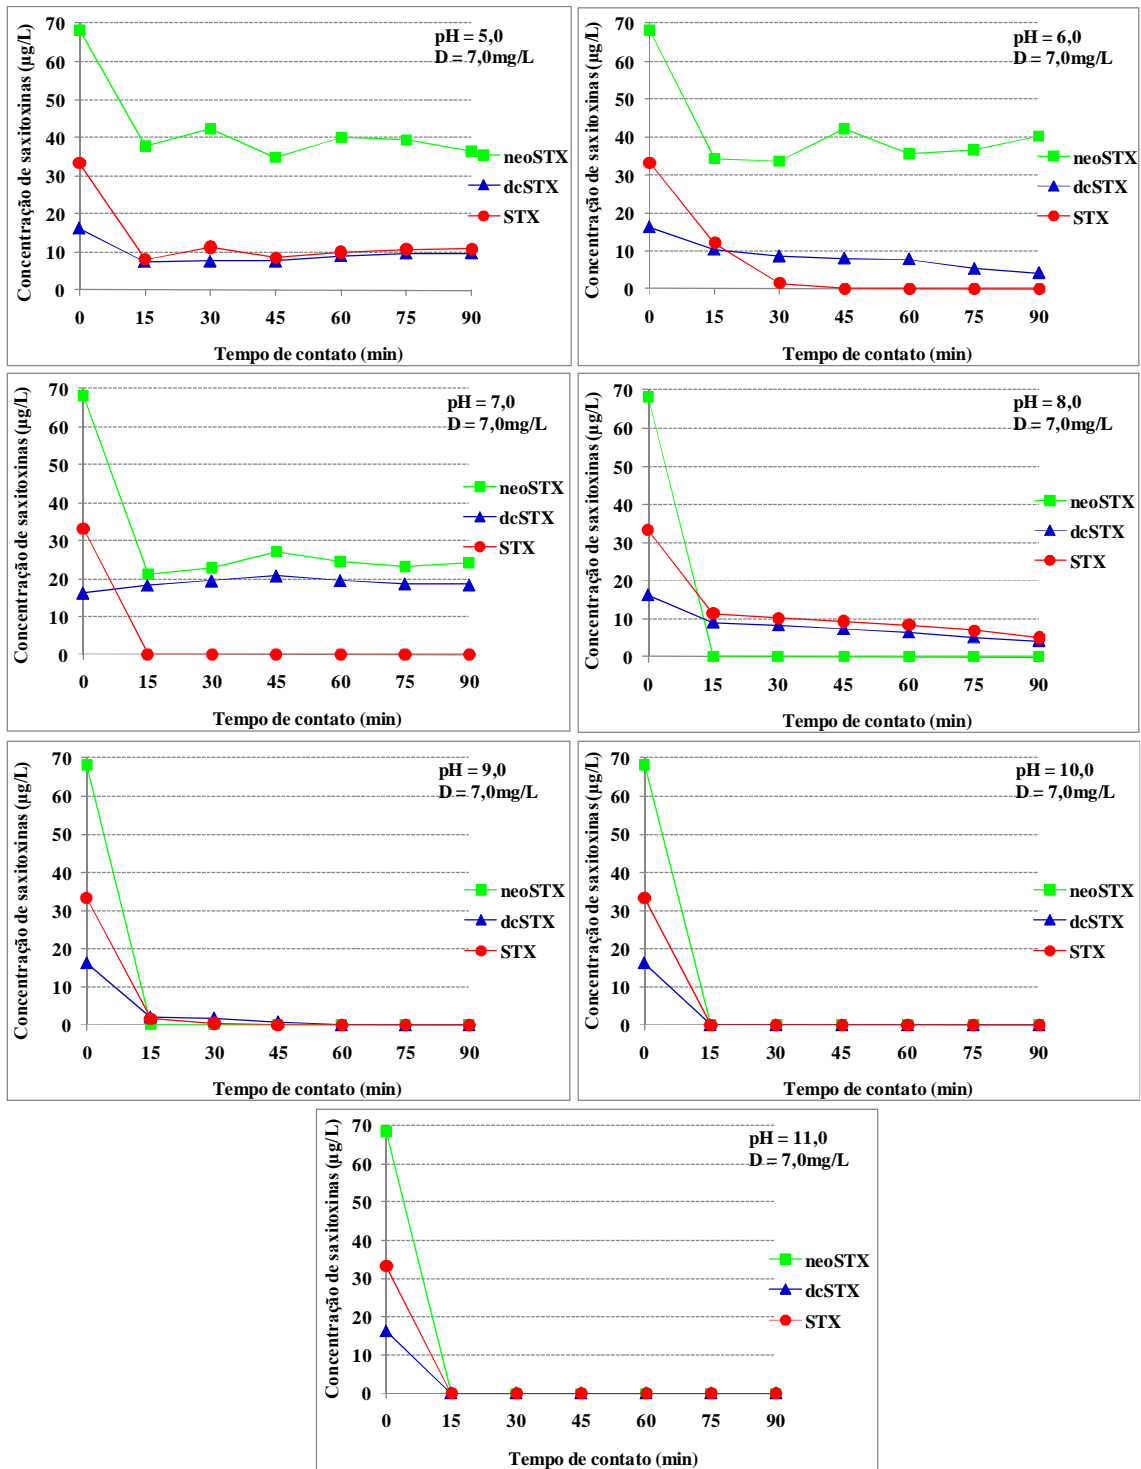 Concentração de saxitoxinas (µg/L)
70
60
50
40
30
20
10
0
pH = 5,0
D = 7,0mg/L
neoSTX
dcSTX
STX
0 15 30 45 60 75 90
Tempo de contato (min)
Concentração de saxitoxinas (µg/L)
70
60
50
40
30
20
10
0
pH = 6,0
D = 7,0mg/L
neoSTX
dcSTX
STX
0 15 30 45 60 75 90
Tempo de contato (min)
Concentração de saxitoxinas (µg/L)
70
60
50
40
30
20
10
0
pH = 7,0
D = 7,0mg/L
neoSTX
dcSTX
STX
0 15 30 45 60 75 90
Tempo de contato (min)
Concentração de saxitoxinas (µg/L)
70
60
50
40
30
20
10
0
pH = 8,0
D = 7,0mg/L
neoSTX
dcSTX
STX
0 15 30 45 60 75 90
Tempo de contato (min)
Concentração de saxitoxinas (µg/L)
70
60
50
40
30
20
10
0
pH = 9,0
D = 7,0mg/L
neoSTX
dcSTX
STX
0 15 30 45 60 75 90
Tempo de contato (min)
Concentração de saxitoxinas (µg/L)
70
60
50
40
30
20
10
0
pH = 10,0
D = 7,0mg/L
neoSTX
dcSTX
STX
0 15 30 45 60 75 90
Tempo de contato (min)
Concentração de saxitoxinas (µg/L)
70
60
50
40
30
20
10
0
pH = 11,0
D = 7,0mg/L
neoSTX
dcSTX
STX
0 15 30 45 60 75 90
Tempo de contato (min)